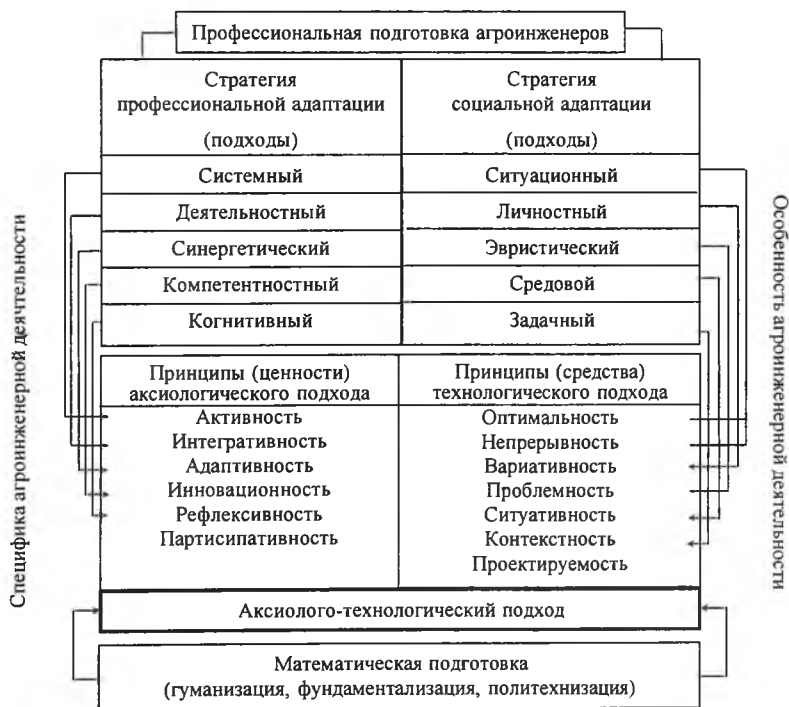 Профессиональная подготовка агроинженеров
Стратегия
профессиональной адаптации
(подходы)
Стратегия
социальной адаптации
(подходы)
Системный
Ситуационный
Деятельностный
Личностный
Синергетический
Эвристический
Компетентностный
Средовой
Когнитивный
Задачный
Принципы (ценности)
аксиологического подхода
Принципы (средства)
технологического подхода
Активность
Интегративность
Адаптивность
Инновационность
Рефлексивность
Партисипативность
Оптимальность
Непрерывность
Вариативность
Проблемность
Ситуативность
Контекстность
Проектируемость
Аксиолого-технологический подход
Математическая подготовка
(гуманизация, фундаментализация, политехнизация)
Специфика агроинженерной деячтельности
Особенность агроинженерной деятельности